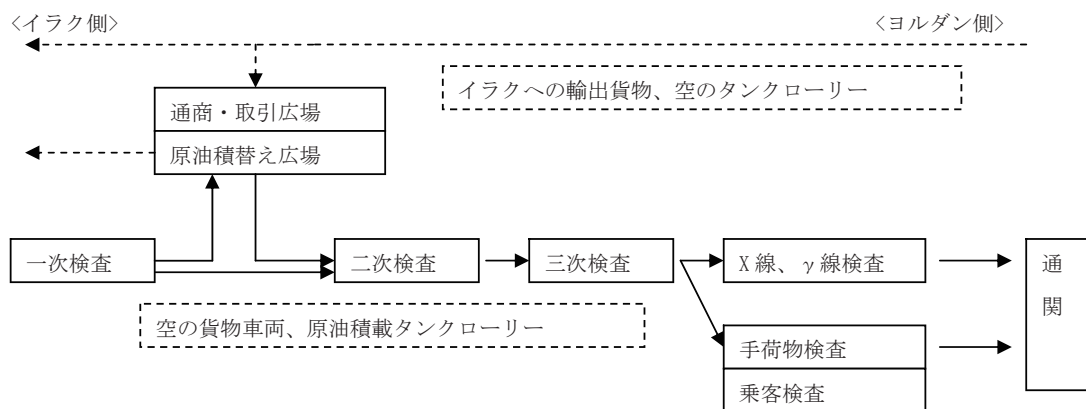 <イラク側>
<ヨルダン側>
イラクへの輸出貨物、空のタンクローリー
通商・取引広場
原油積替え広場
一次検査
二次検査
三次検査
X 線、γ線検査
通
関
空の貨物車両、原油積載タンクローリー
手荷物検査
乗客検査